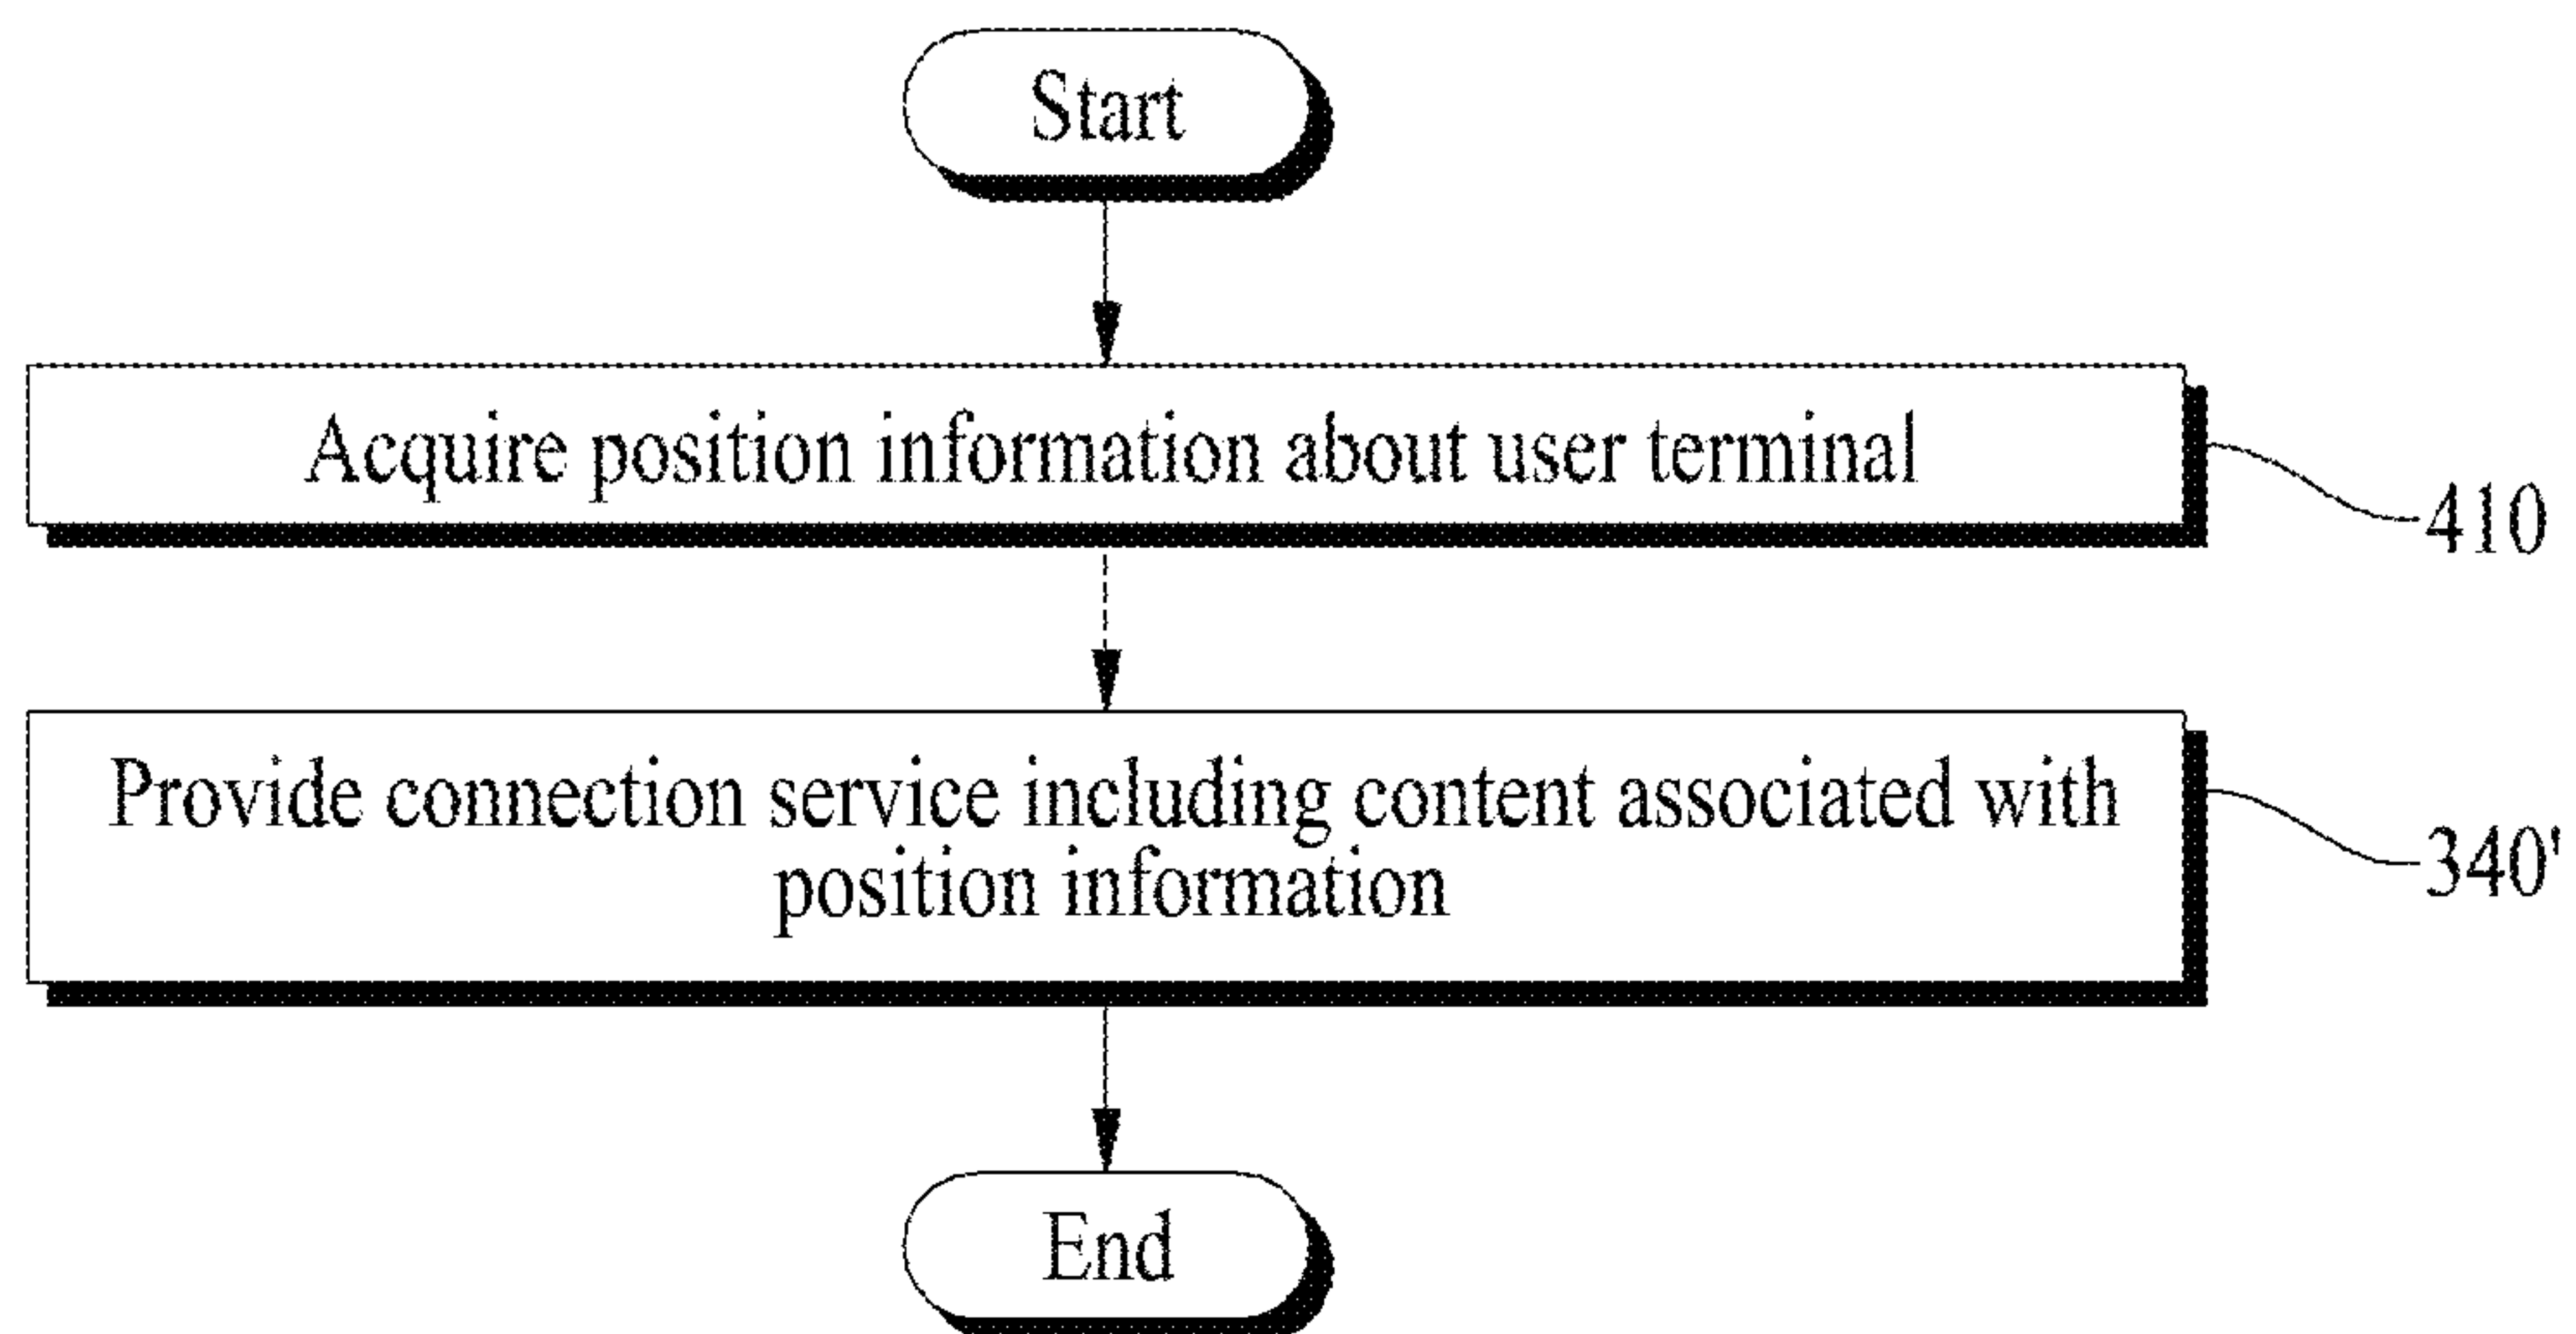 Start
Acquire position information about user terminal
410
Provide connection service including content associated with
position information
340'
End